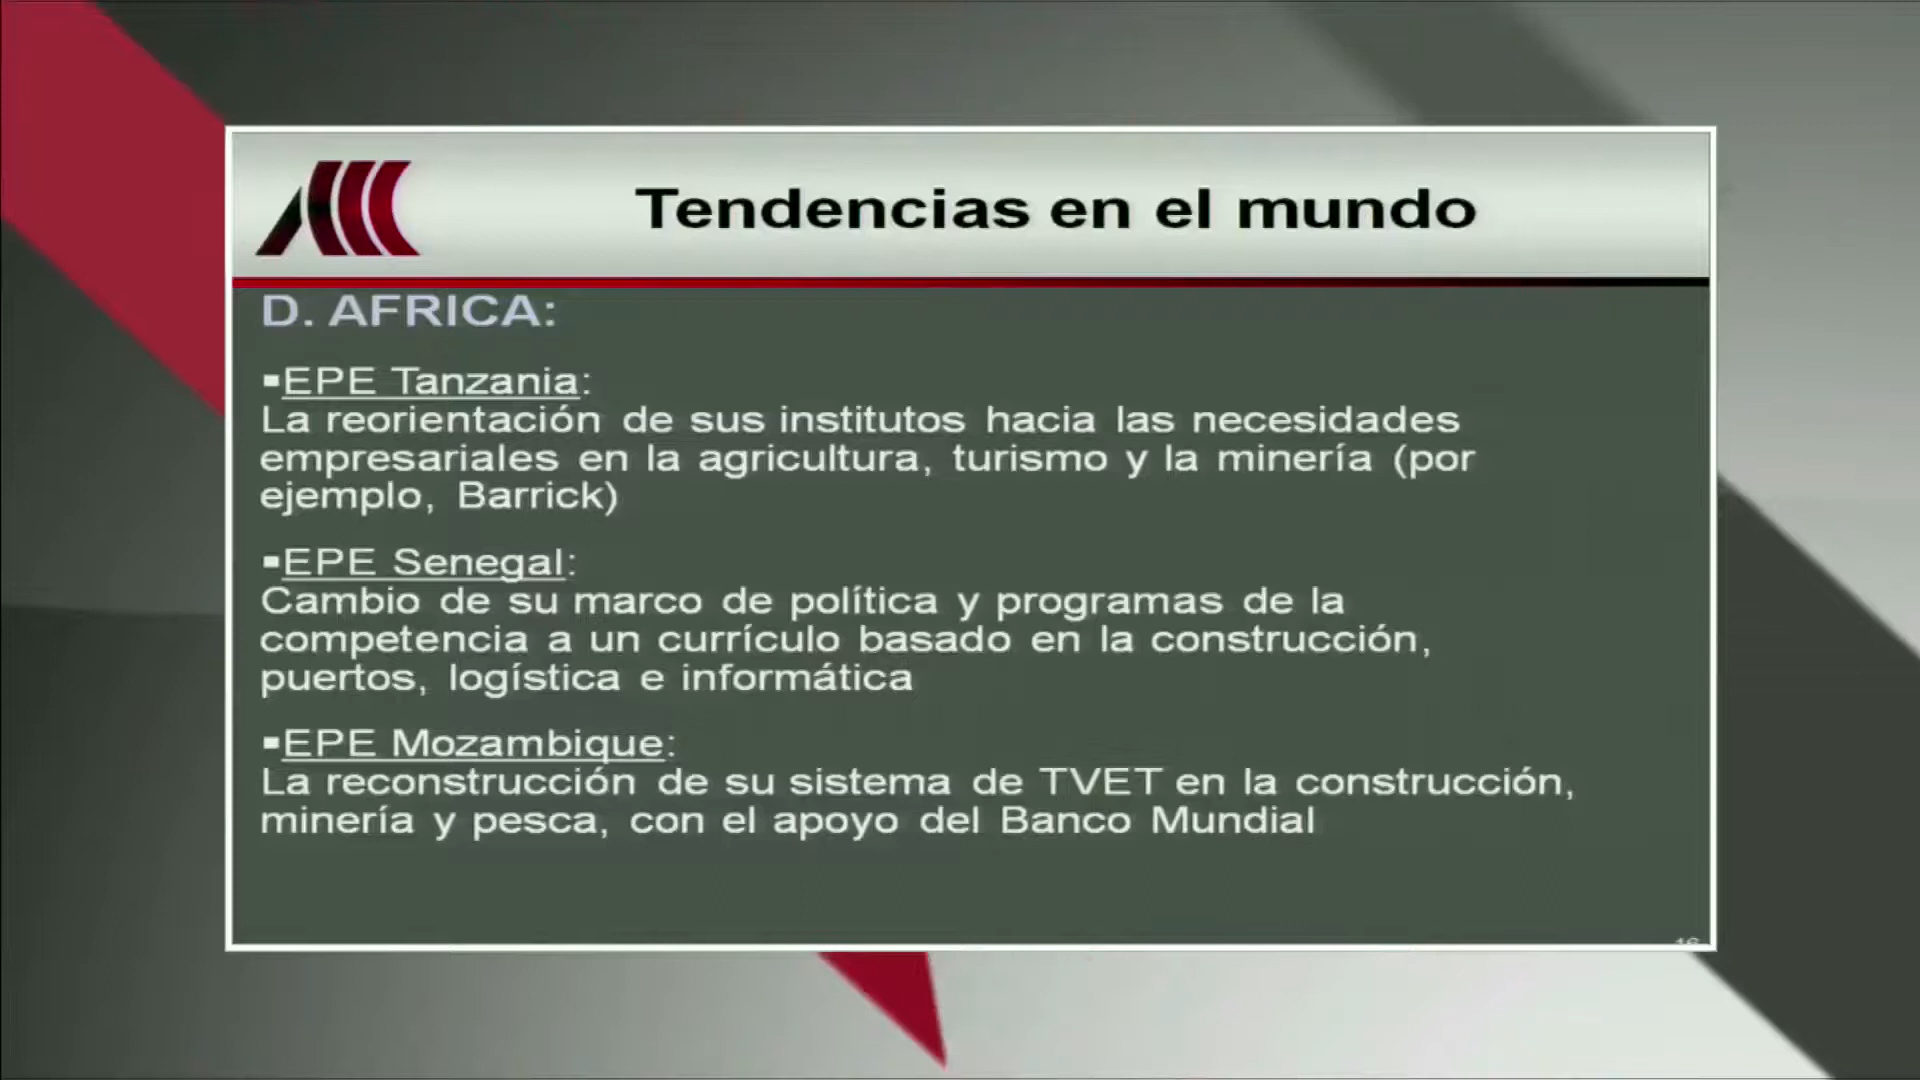 Tendencias en el mundo
D. AFRICA:
▪EPE Tanzania:
La reorientación de sus institutos hacia las necesidades
empresariales en la agricultura, turismo y la minería (por
ejemplo, Barrick)
▪EPE Senegal:
Cambio de su marco de política y programas de la
competencia a un currículo basado en la construcción,
puertos, logística e informática
▪EPE Mozambique:
La reconstrucción de su sistema de TVET en la construcción,
minería y pesca, con el apoyo del Banco Mundial